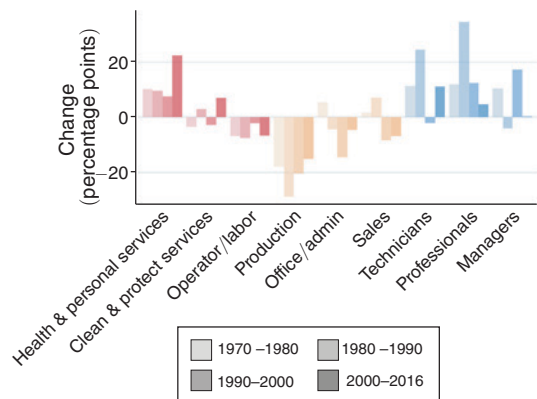 Change
(percentage points)
20
0
−20
Health & personal services
Clean & protect services
Operator/labor
Production
Office/admin
Sales
Technicians
Professionals
Managers
1970 –1980
1980 –1990
1990–2000
2000–2016